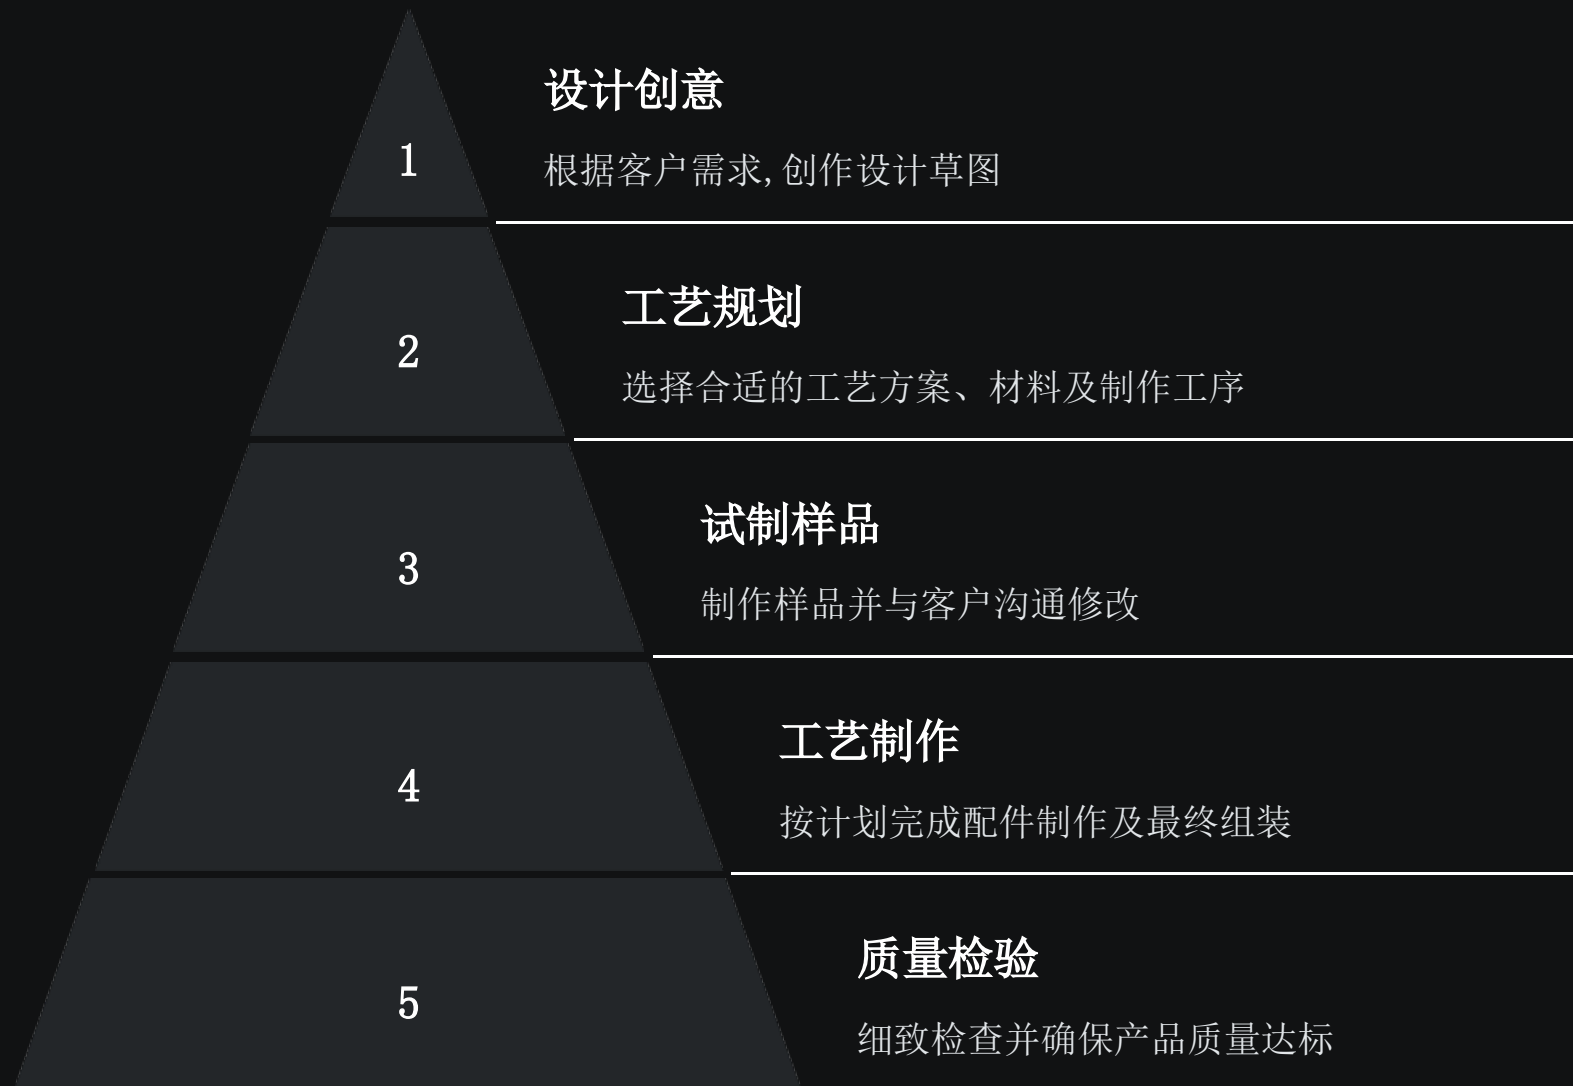 设计创意
根据客户需求,创作设计草图
1
工艺规划
选择合适的工艺方案、材料及制作工序
2
试制样品
制作样品并与客户沟通修改
3
工艺制作
按计划完成配件制作及最终组装
4
质量检验
细致检查并确保产品质量达标
5